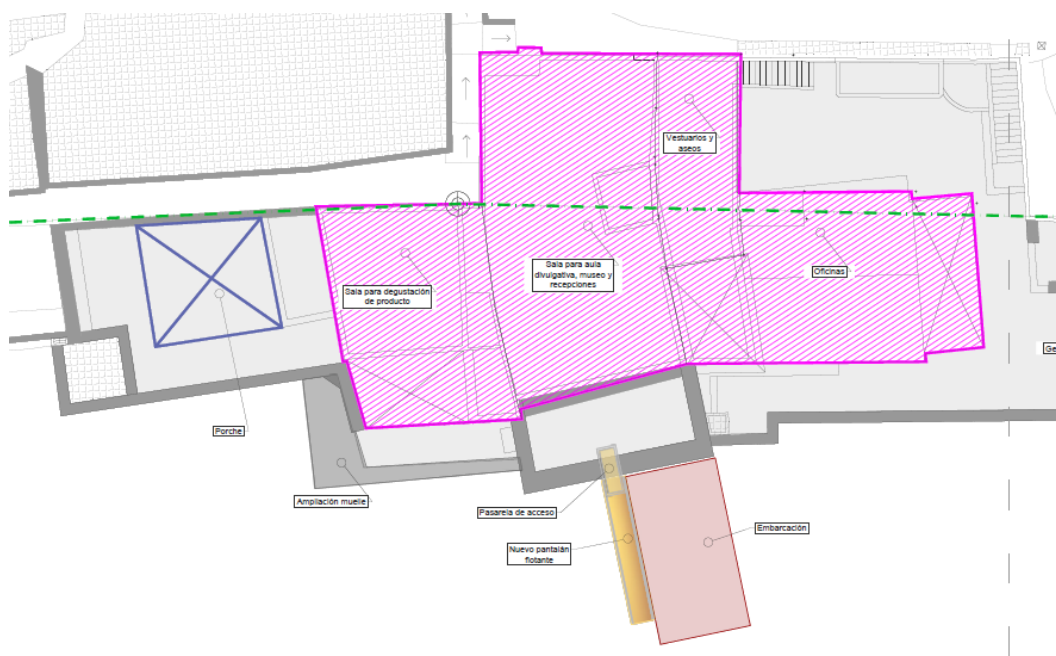 Vestuarios y
aseos
Sala para aula
divulgativa, museo y
recepciones
Oficinas
Sala para degustación
de producto
Ge
Porche
Ampliación muelle
Pasarela de acceso
Embarcación
Nuevo pantalán
flotante